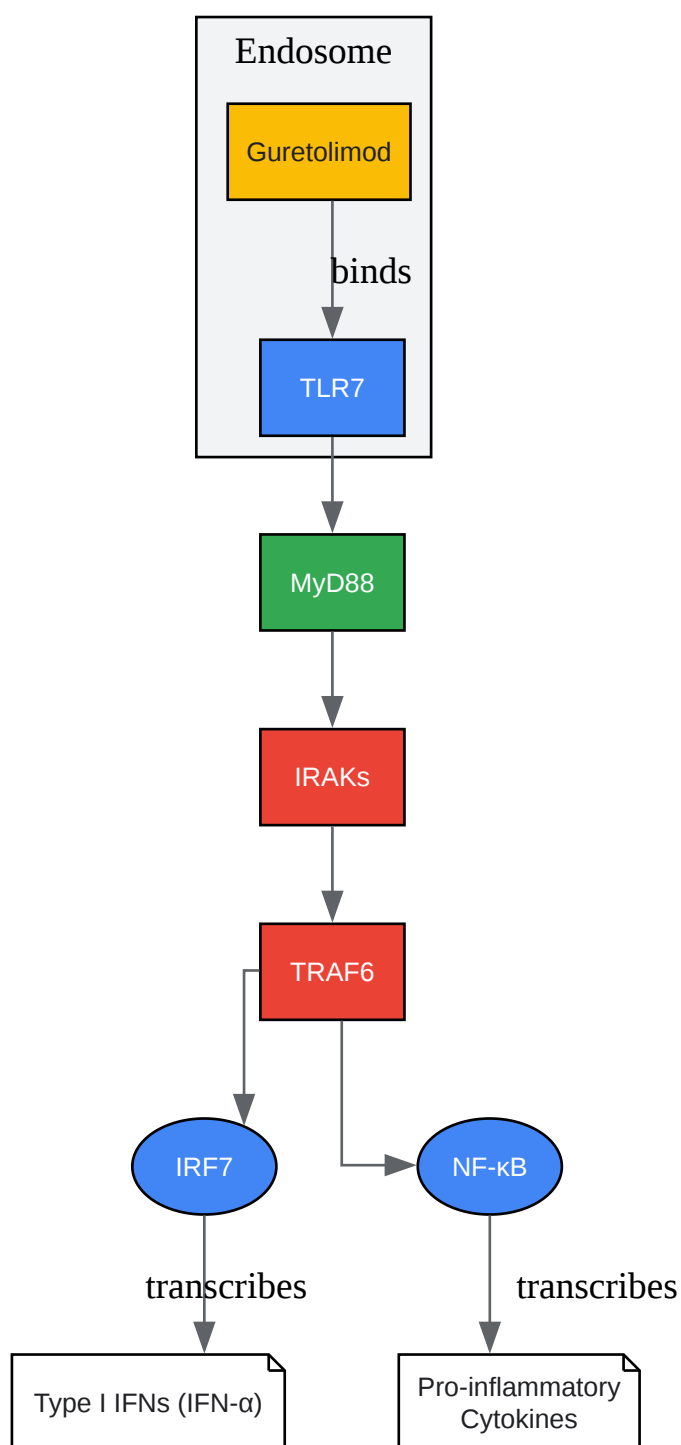 Endosome
Guretolimod
binds
TLR7
MyD88
IRAKs
TRAF6
IRF7
NF-κB
transcribes
transcribes
Type I IFNs (IFN-α)
Pro-inflammatory
Cytokines